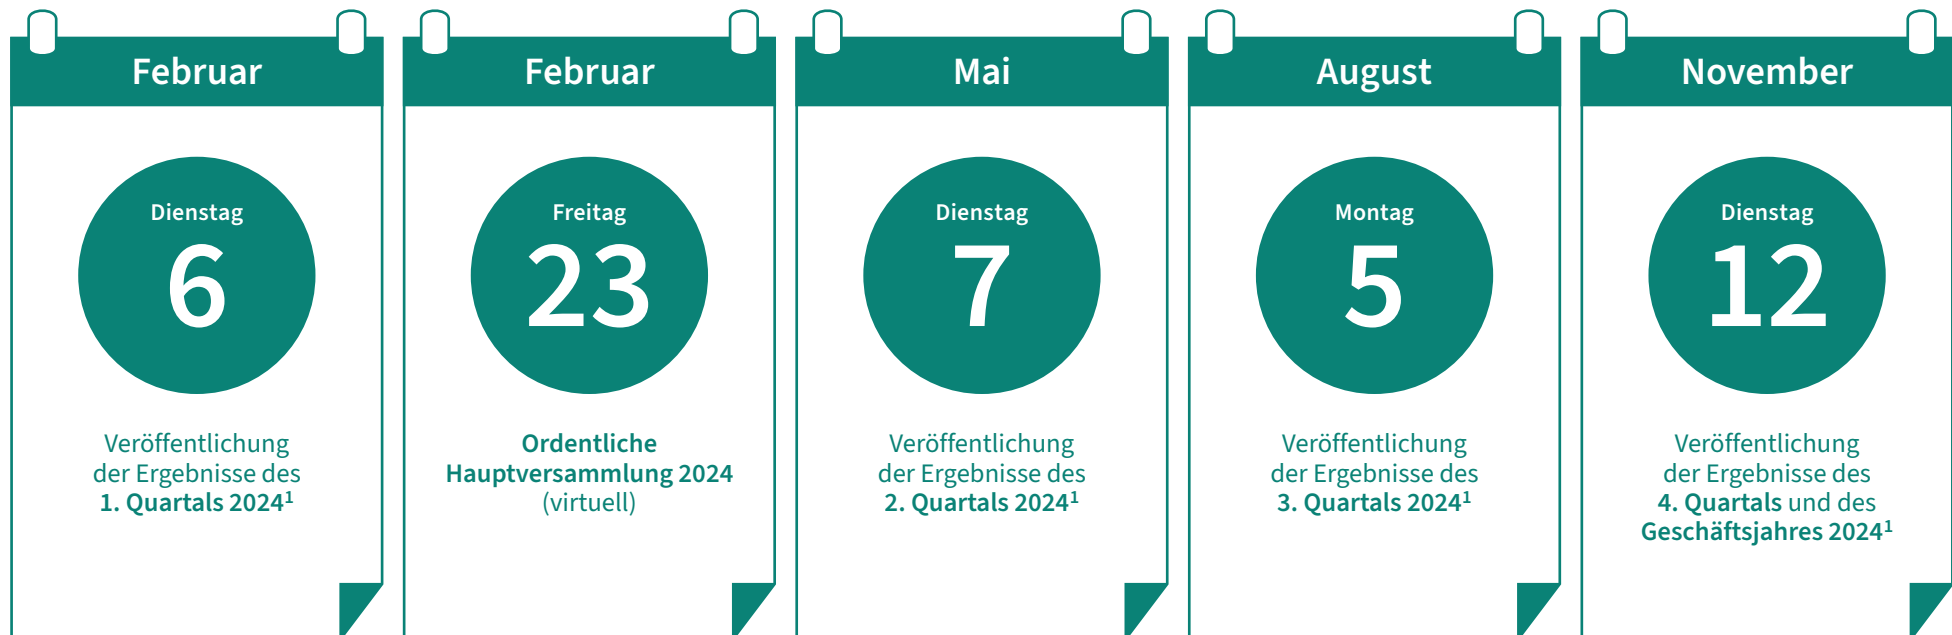 Februar
Dienstag
6
Veröffentlichung
der Ergebnisse des
1. Quartals 2024¹
Februar
Freitag
23
Ordentliche
Hauptversammlung 2024
(virtuell)
Mai
Dienstag
7
Veröffentlichung
der Ergebnisse des
2. Quartals 2024¹
August
Montag
5
Veröffentlichung
der Ergebnisse des
3. Quartals 2024¹
November
Dienstag
12
Veröffentlichung
der Ergebnisse des
4. Quartals und des
Geschäftsjahres 2024¹